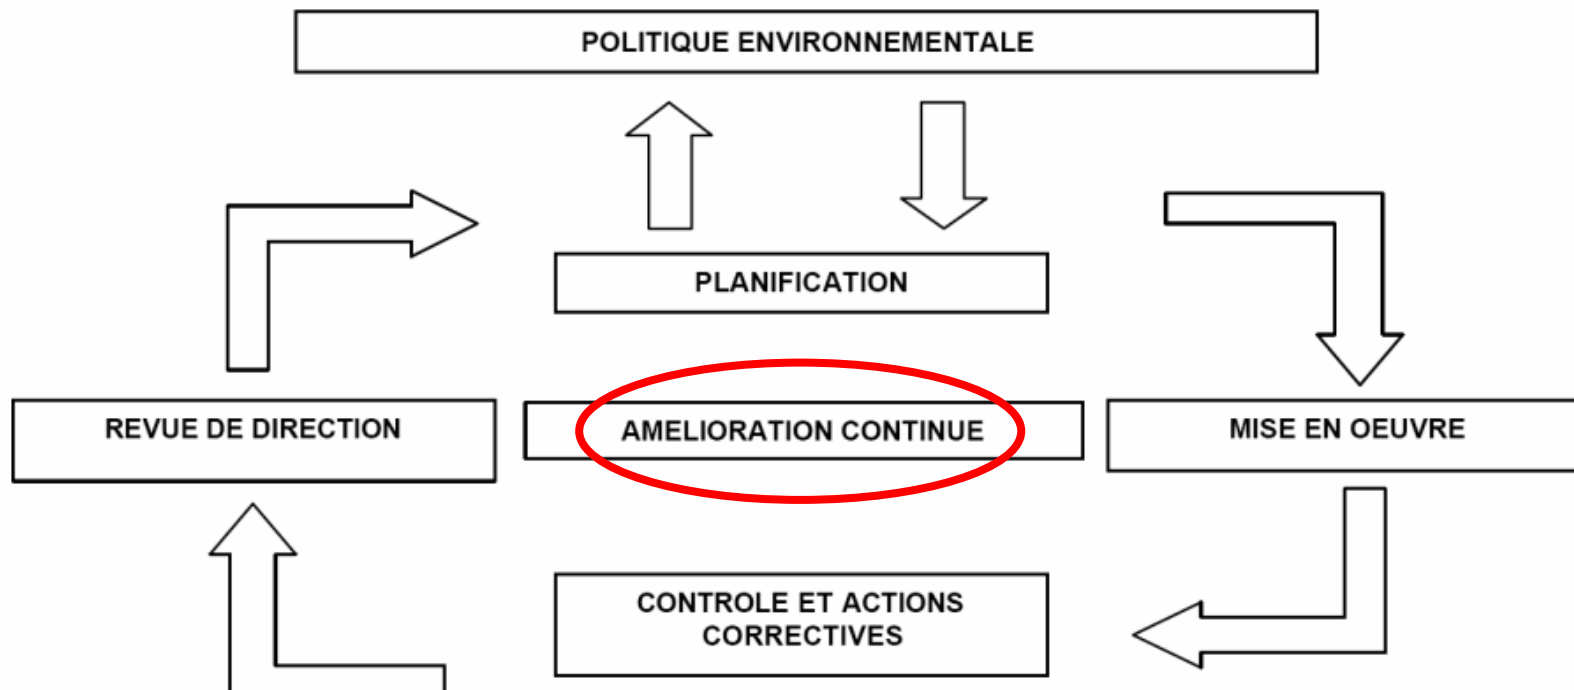 POLITIQUE ENVIRONNEMENTALE
PLANIFICATION
REVUE DE DIRECTION
AMELIORATION CONTINUE
MISE EN OEUVRE
CONTROLE ET ACTIONS
CORRECTIVES